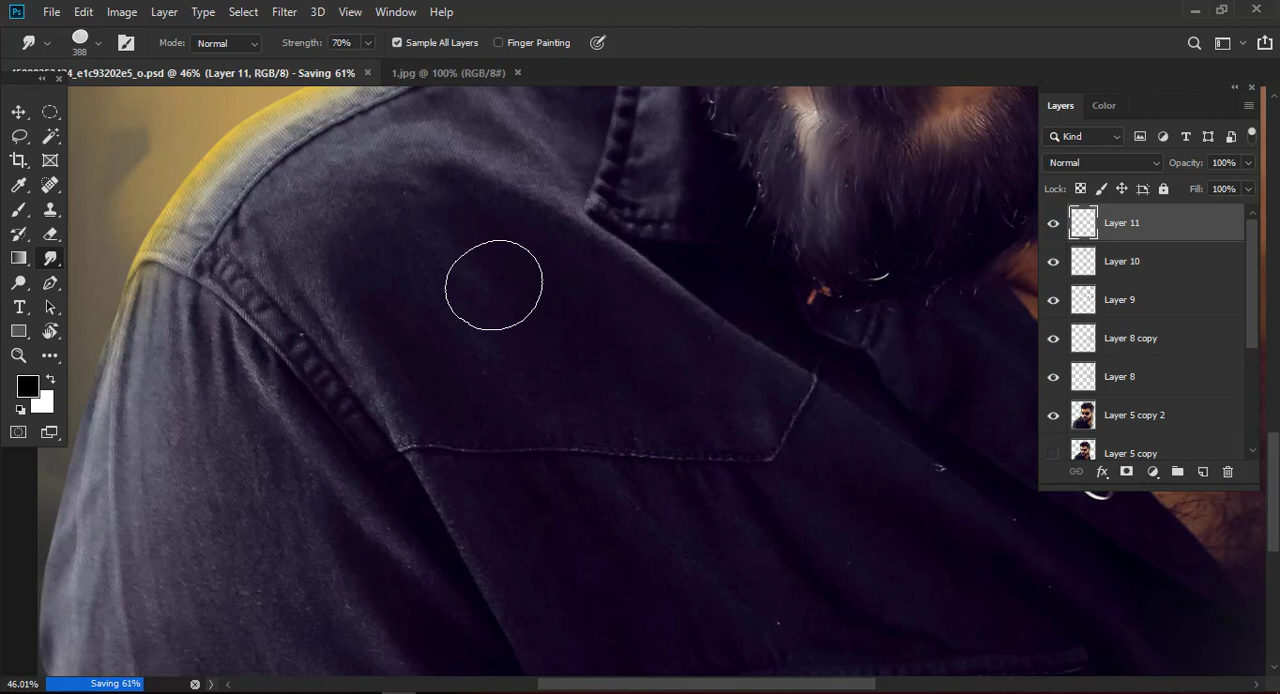 Ps File Edit Image Layer Type Select Filter 3D View Window Help
388 Mode: Normal Strength: 70% Sample All Layers Finger Painting
_e1c93202e5_o.psd @ 46% (Layer 11, RGB/8) - Saving 61% × 1.jpg @ 100% (RGB/8#) ×
Layers Color
Kind
Normal Opacity: 100%
Lock: Fill: 100%
Layer 11
Layer 10
Layer 9
Layer 8 copy
Layer 8
Layer 5 copy 2
Layer 5 copy
fx
46.01% Saving 61%